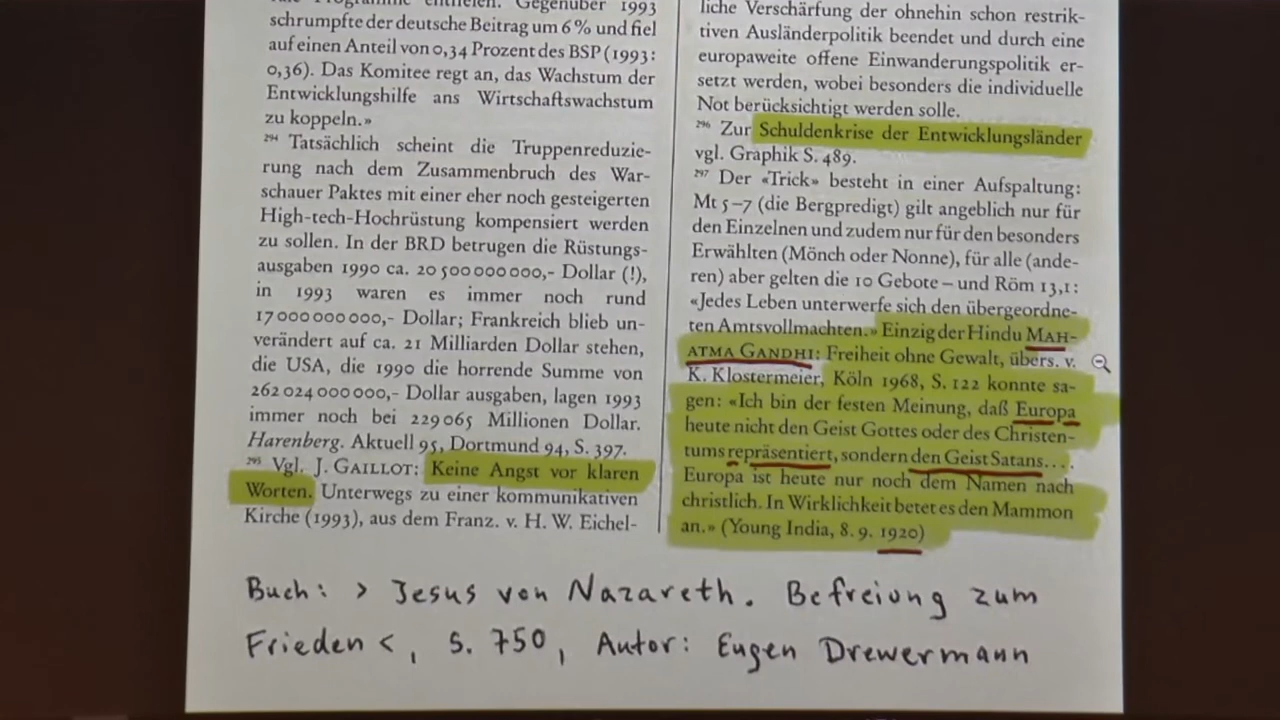 alle Programme entfielen. Gegenüber 1993
schrumpfte der deutsche Beitrag um 6 % und fiel
auf einen Anteil von 0,34 Prozent des BSP (1993:
0,36). Das Komitee regt an, das Wachstum der
Entwicklungshilfe ans Wirtschaftswachstum
zu koppeln.»
294 Tatsächlich scheint die Truppenreduzie-
rung nach dem Zusammenbruch des War-
schauer Paktes mit einer eher noch gesteigerten
High-tech-Hochrüstung kompensiert werden
zu sollen. In der BRD betrugen die Rüstungs-
ausgaben 1990 ca. 20 500 000 000,- Dollar (!),
in 1993 waren es immer noch rund
17 000 000 000,- Dollar; Frankreich blieb un-
verändert auf ca. 21 Milliarden Dollar stehen,
die USA, die 1990 die horrende Summe von
262 024 000 000,- Dollar ausgaben, lagen 1993
immer noch bei 229 065 Millionen Dollar.
Harenberg. Aktuell 95, Dortmund 94, S. 397.
295 Vgl. J. GAILLOT: Keine Angst vor klaren
Worten. Unterwegs zu einer kommunikativen
Kirche (1993), aus dem Franz. v. H. W. Eichel-
liche Verschärfung der ohnehin schon restrik-
tiven Ausländerpolitik beendet und durch eine
europaweite offene Einwanderungspolitik er-
setzt werden, wobei besonders die individuelle
Not berücksichtigt werden solle.
296 Zur Schuldenkrise der Entwicklungsländer
vgl. Graphik S. 489.
297 Der «Trick» besteht in einer Aufspaltung:
Mt 5–7 (die Bergpredigt) gilt angeblich nur für
den Einzelnen und zudem nur für den besonders
Erwählten (Mönch oder Nonne), für alle (ande-
ren) aber gelten die 10 Gebote – und Röm 13,1:
«Jedes Leben unterwerfe sich den übergeordne-
ten Amtsvollmachten.» Einzig der Hindu MAH-
ATMA GANDHI: Freiheit ohne Gewalt, übers. v.
K. Klostermeier, Köln 1968, S. 122 konnte sa-
gen: «Ich bin der festen Meinung, daß Europa
heute nicht den Geist Gottes oder des Christen-
tums repräsentiert, sondern den Geist Satans....
Europa ist heute nur noch dem Namen nach
christlich. In Wirklichkeit betet es den Mammon
an.» (Young India, 8. 9. 1920)
Buch: > Jesus von Nazareth. Befreiung zum
Frieden <, S. 750, Autor: Eugen Drewermann